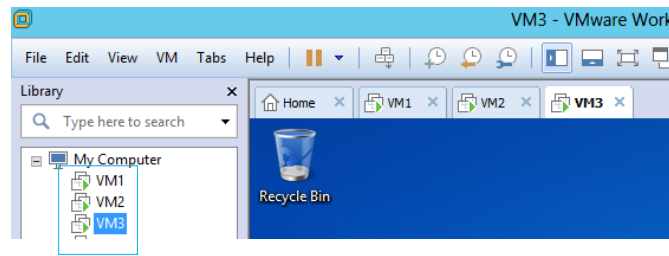 VM3 - VMware Work
File Edit View VM Tabs Help
Library
Type here to search
Home VM1 VM2 VM3
My Computer
VM1
VM2
VM3
Recycle Bin